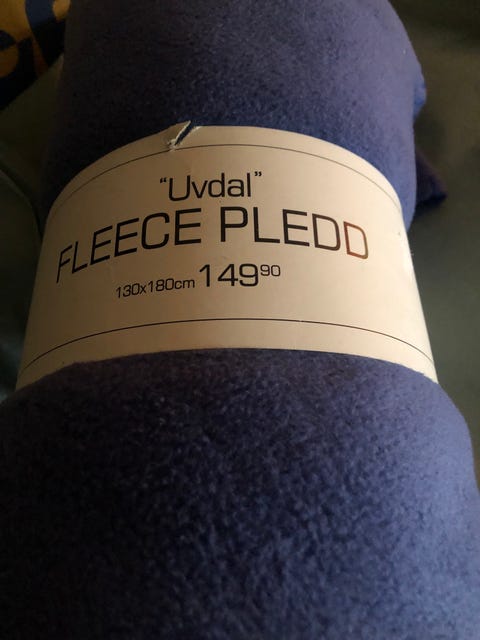 "Uvdal"
FLEECE PLEDD
130x180cm 149⁹⁰